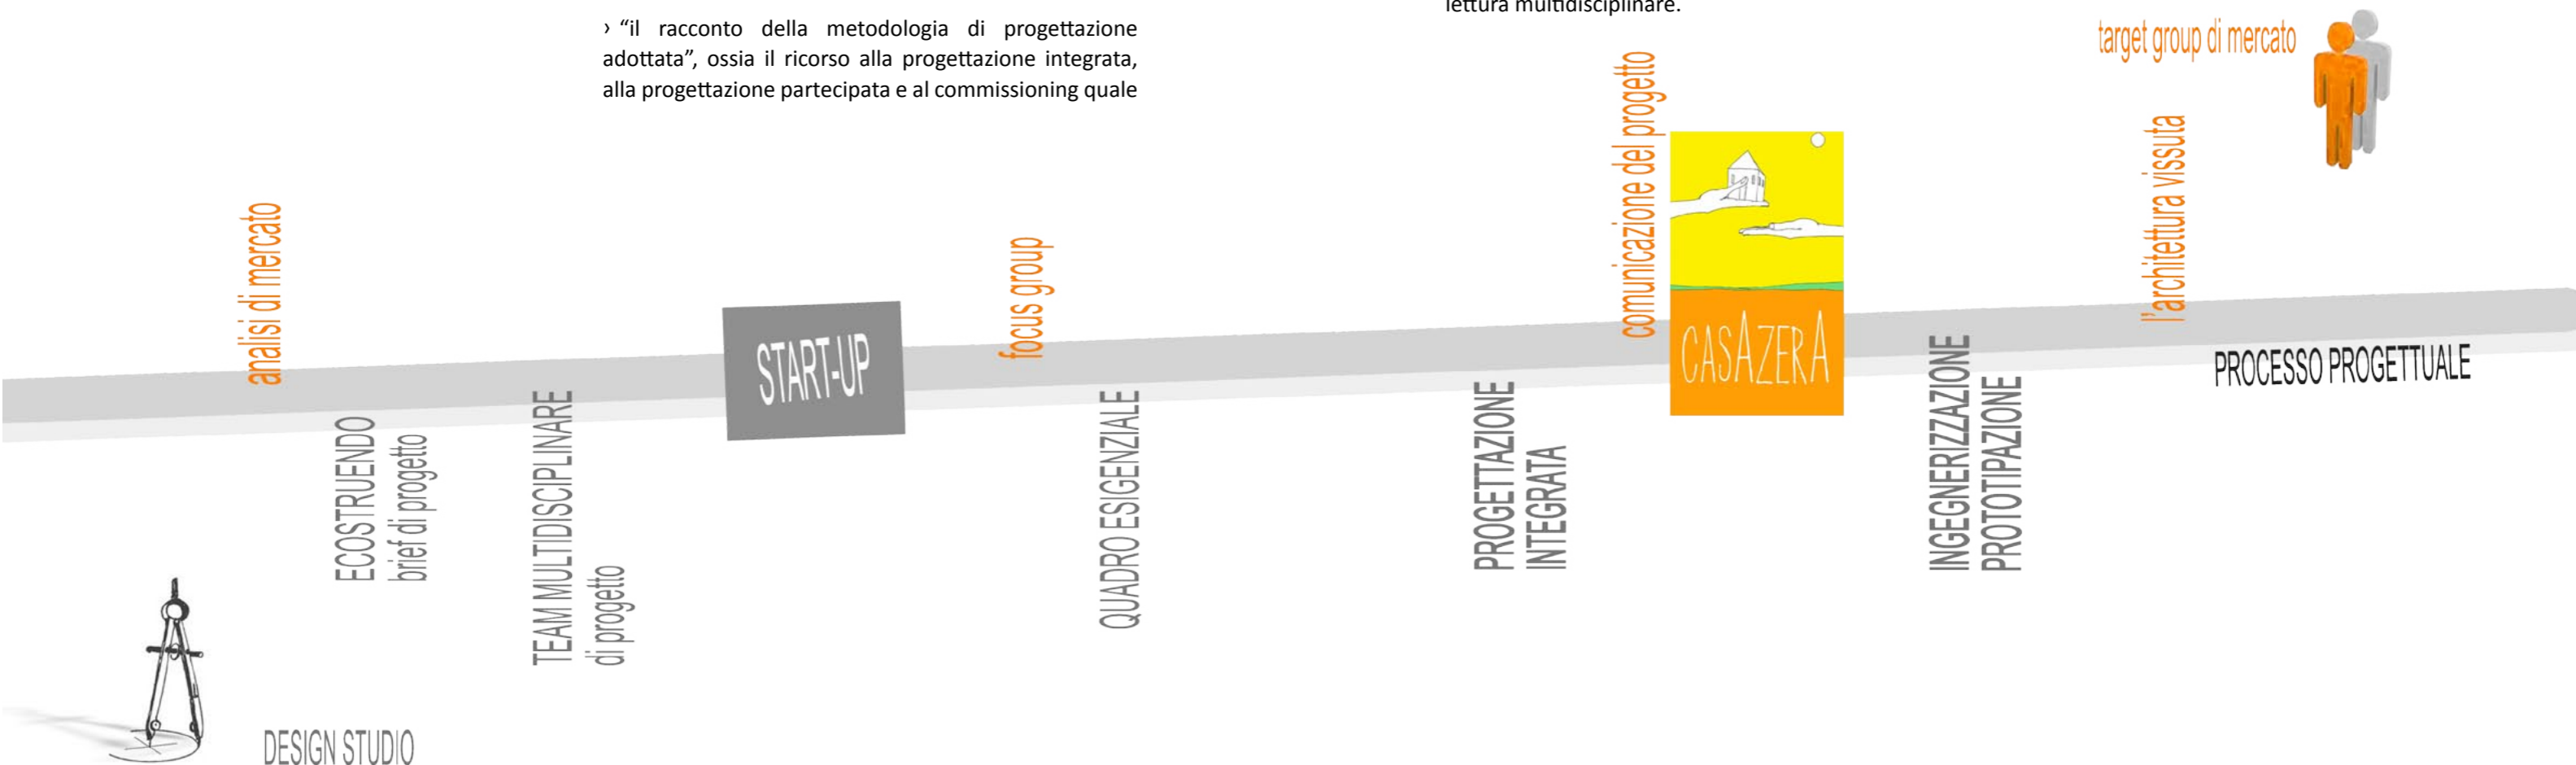 › “il racconto della metodologia di progettazione
adottata”, ossia il ricorso alla progettazione integrata,
alla progettazione partecipata e al commissioning quale
lettura multidisciplinare.
target group di mercato
analisi di mercato
ECOSTRUENDO
brief di progetto
TEAM MULTIDISCIPLINARE
di progetto
START-UP
focus group
QUADRO ESIGENZIALE
PROGETTAZIONE
INTEGRATA
comunicazione del progetto
CASAZERA
INGEGNERIZZAZIONE
PROTOTIPAZIONE
l'architettura vissuta
PROCESSO PROGETTUALE
DESIGN STUDIO